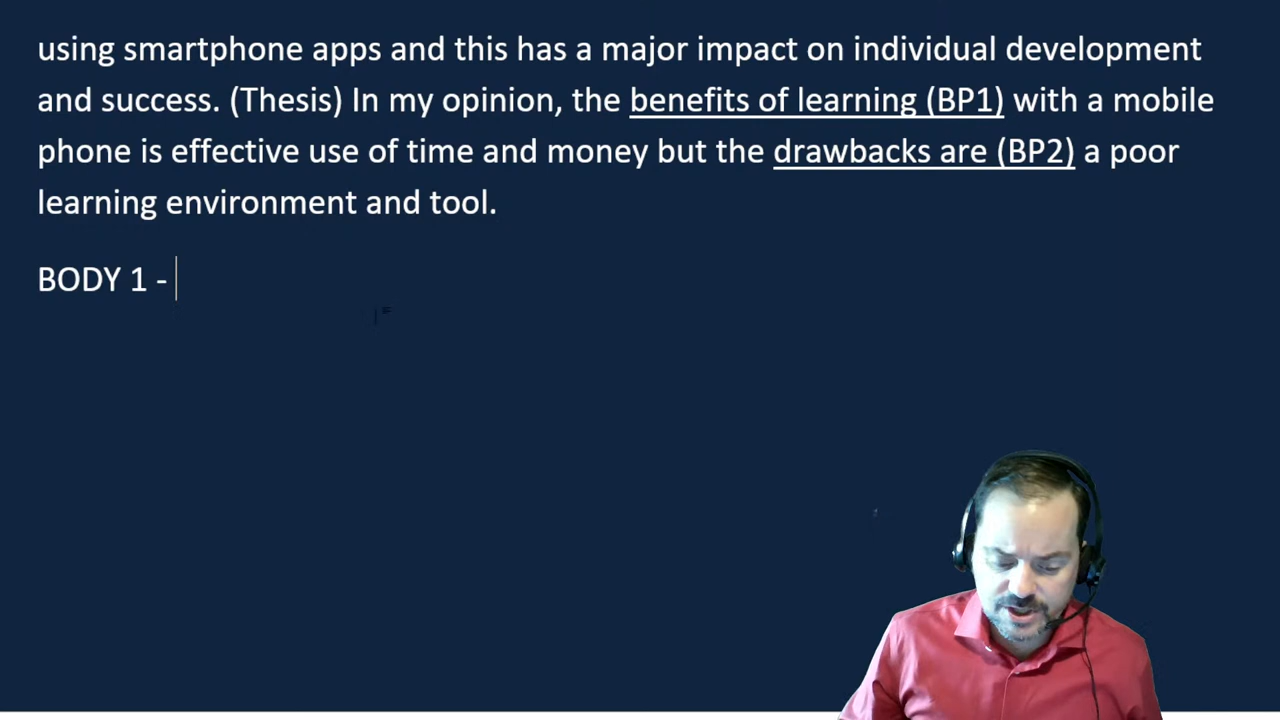 using smartphone apps and this has a major impact on individual development
and success. (Thesis) In my opinion, the benefits of learning (BP1) with a mobile
phone is effective use of time and money but the drawbacks are (BP2) a poor
learning environment and tool.
BODY 1 -